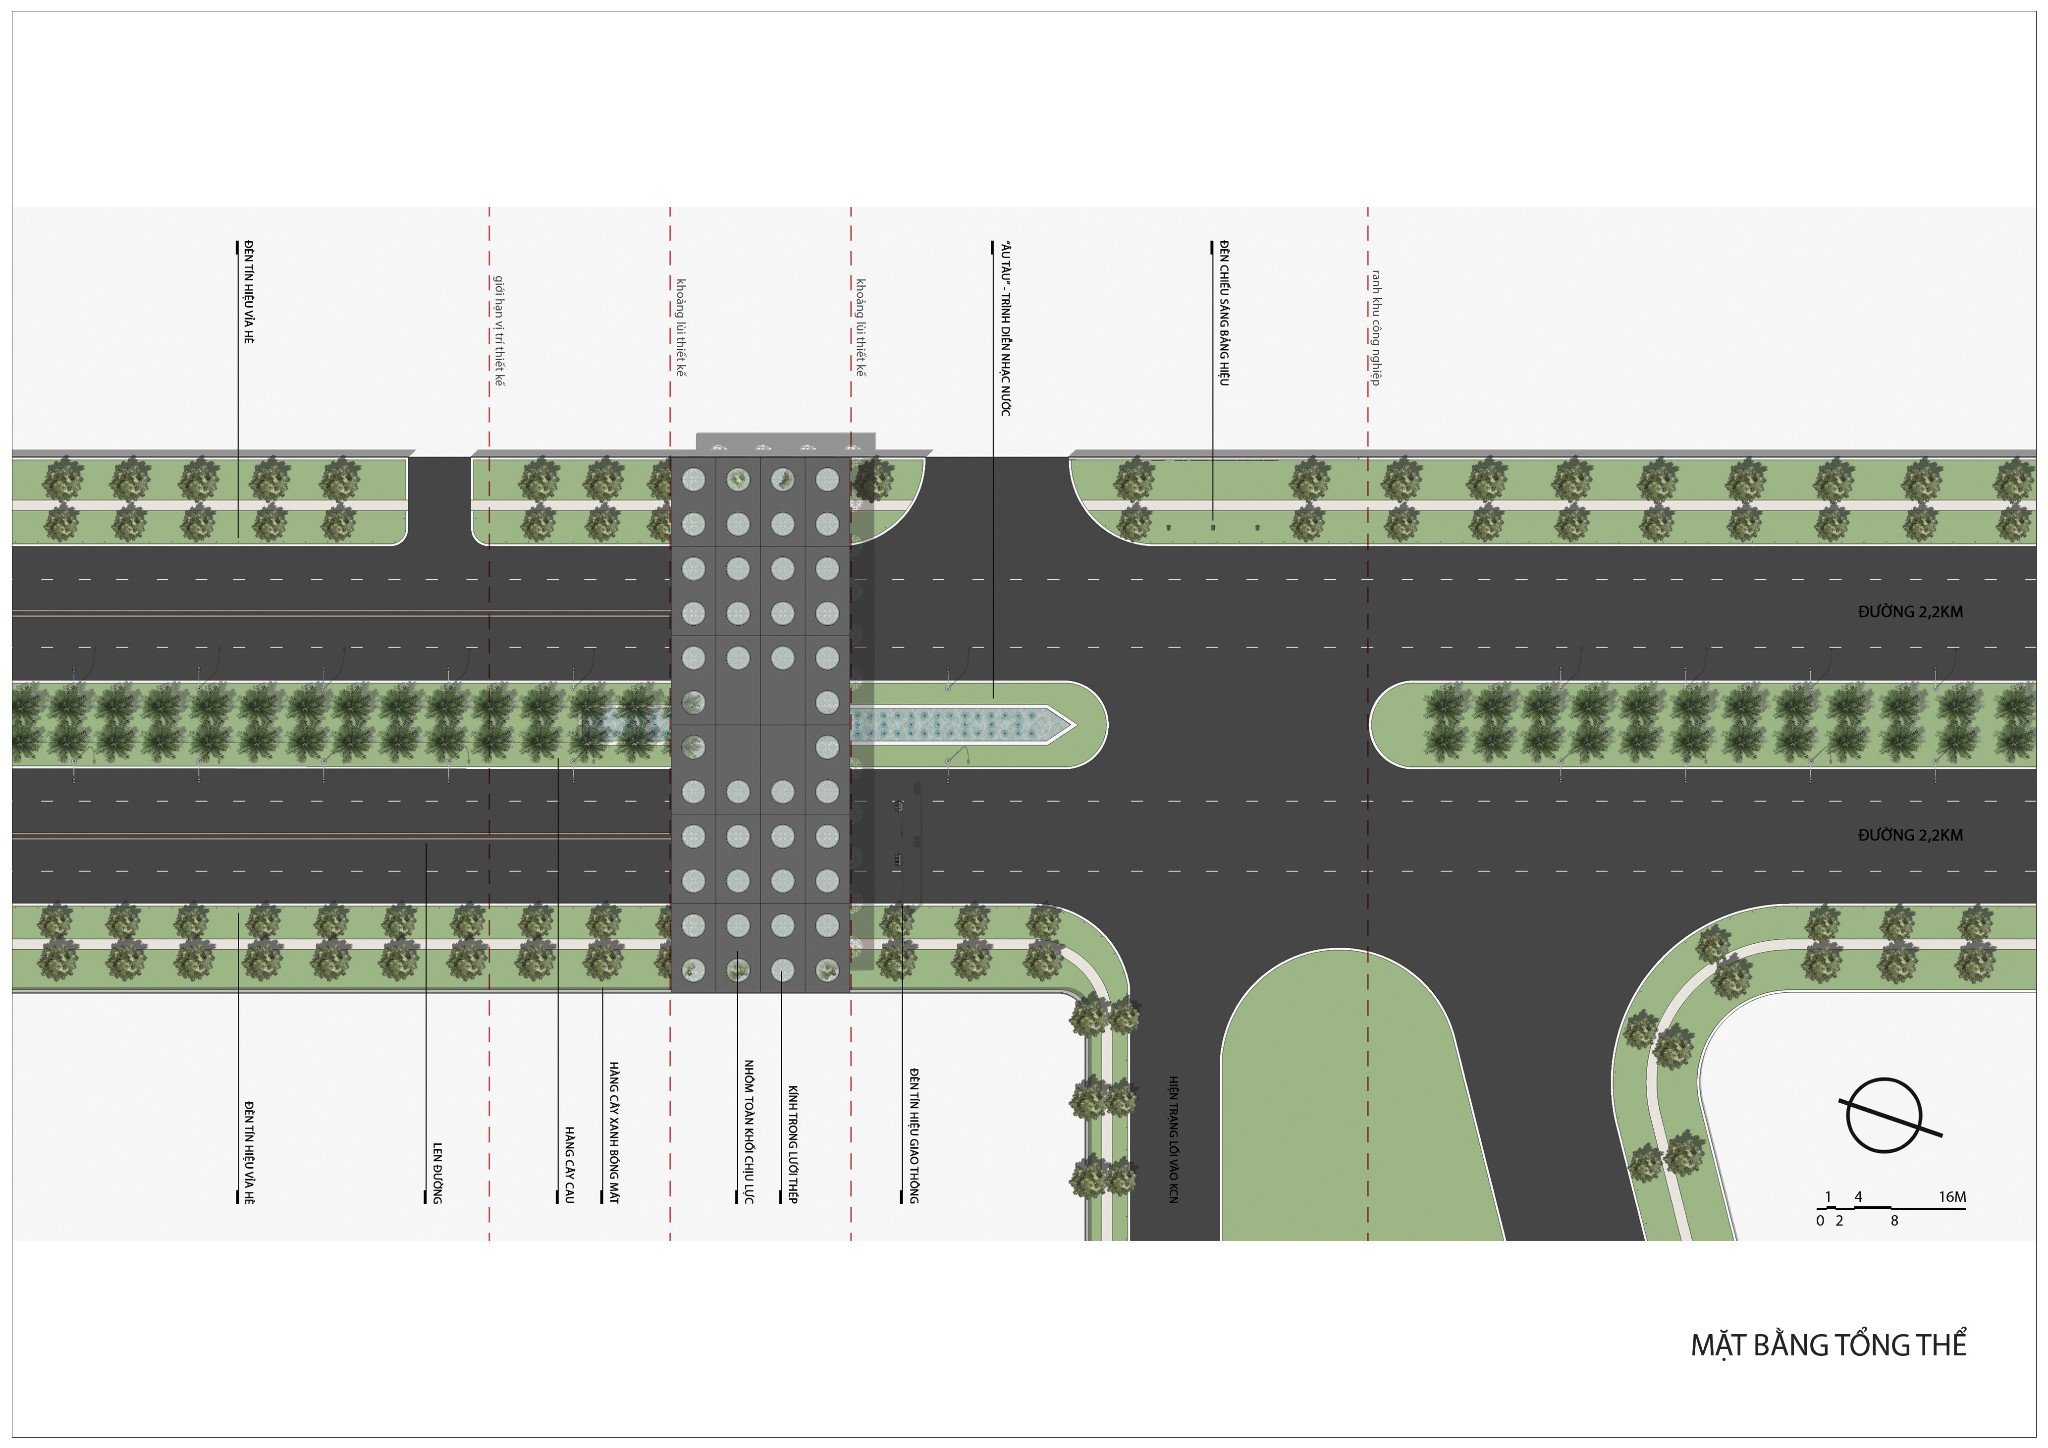 ĐÈN TÍN HIỆU VỈA HÈ
giới hạn vị trí thiết kế
khoảng lùi thiết kế
khoảng lùi thiết kế
"ÂU TÀU" - TRÌNH DIỄN NHẠC NƯỚC
ĐÈN CHIẾU SÁNG BẢNG HIỆU
ranh khu công nghiệp
ĐƯỜNG 2,2KM
ĐƯỜNG 2,2KM
ĐÈN TÍN HIỆU VỈA HÈ
LEN ĐƯỜNG
HÀNG CÂY CAU
HÀNG CÂY XANH BÓNG MÁT
NHÔM TOÀN KHỐI CHỊU LỰC
KÍNH TRONG LƯỚI THÉP
ĐÈN TÍN HIỆU GIAO THÔNG
HIỆN TRẠNG LỐI VÀO KCN
1 4 16M
0 2 8
MẶT BẰNG TỔNG THỂ